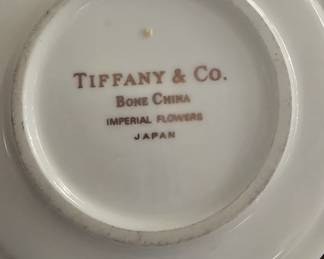 TIFFANY & CO.
BONE CHINA
IMPERIAL FLOWERS
JAPAN